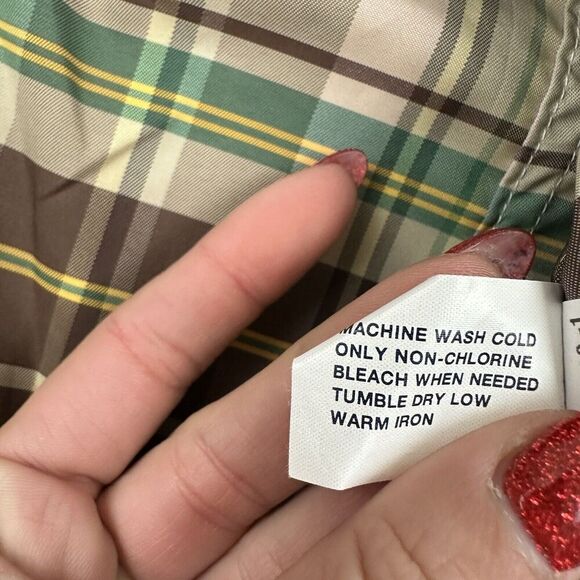 MACHINE WASH COLD
ONLY NON-CHLORINE
BLEACH WHEN NEEDED
TUMBLE DRY LOW
WARM IRON